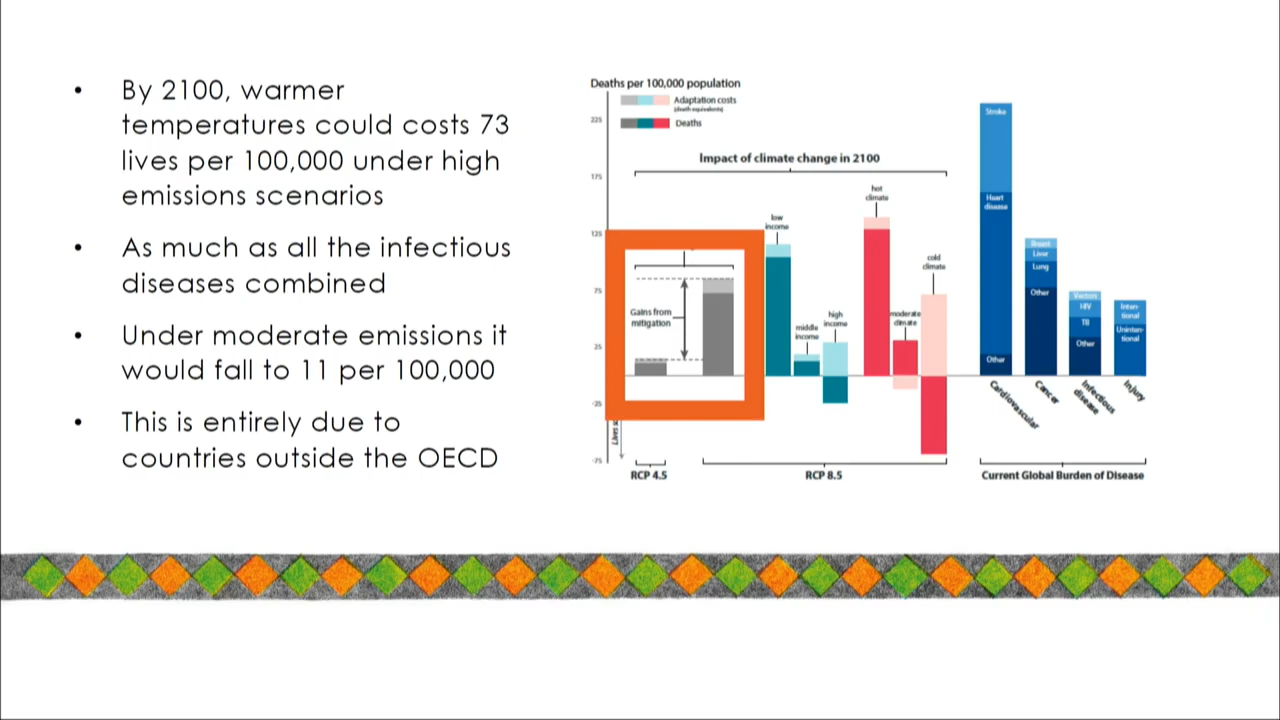 • By 2100, warmer
temperatures could costs 73
lives per 100,000 under high
emissions scenarios
• As much as all the infectious
diseases combined
• Under moderate emissions it
would fall to 11 per 100,000
• This is entirely due to
countries outside the OECD
Deaths per 100,000 population
Adaptation costs
(death equivalents)
Deaths
225
175
125
75
25
-25
-75
Impact of climate change in 2100
Gains from
mitigation
low
income
middle
income
high
income
hot
climate
moderate
climate
cold
climate
Lives
RCP 4.5
RCP 8.5
Stroke
Heart
disease
Other
Breast
Liver
Lung
Other
HIV
TB
Other
Inten-
tional
Uninten-
tional
Cardiovascular
Cancer
Infectious
disease
Injury
Current Global Burden of Disease